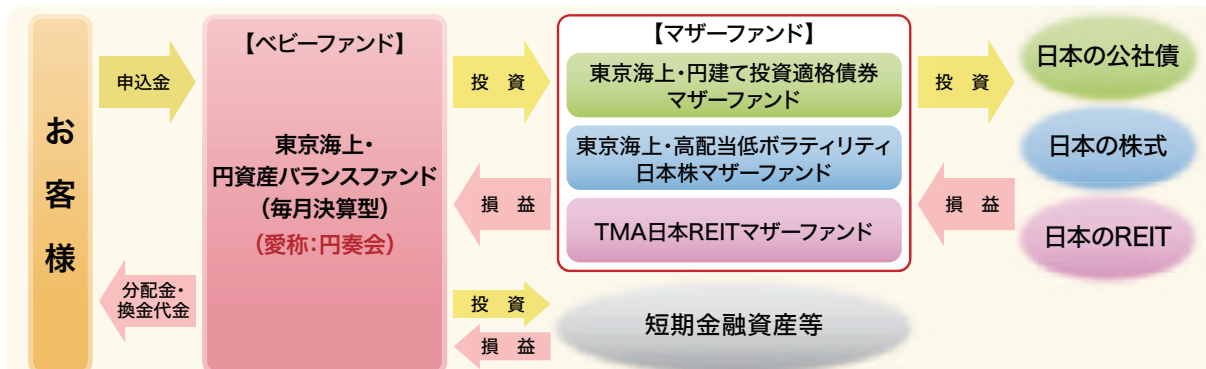 お客様
申込金
分配金・
換金代金
【ベビーファンド】
東京海上・
円資産バランスファンド
（毎月決算型）
（愛称：円奏会）
投 資
損 益
投 資
損 益
【マザーファンド】
東京海上・円建て投資適格債券
マザーファンド
東京海上・高配当低ボラティリティ
日本株マザーファンド
TMA日本REITマザーファンド
短期金融資産等
投 資
損 益
日本の公社債
日本の株式
日本のREIT